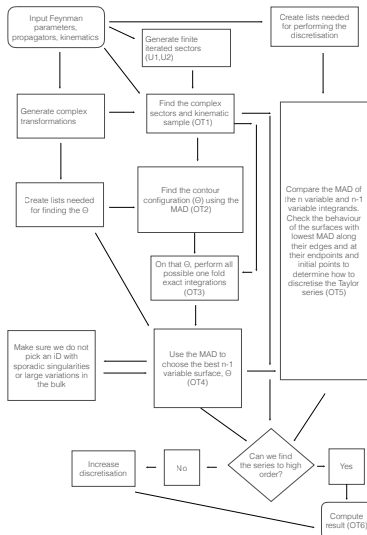 Input Feynman
parameters,
propagators, kinematics
Generate finite
iterated sectors
(U1,U2)
Create lists needed
for performing the
discretisation
Generate complex
transformations
Find the complex
sectors and kinematic
sample (OT1)
Create lists needed
for finding the Θ
Find the contour
configuration (Θ) using the
MAD (OT2)
Compare the MAD of
the n variable and n-1
variable integrands.
Check the behaviour
of the surfaces with
lowest MAD along
their edges and at
their endpoints and
initial points to
determine how to
discretise the Taylor
series (OT5)
On that Θ, perform all
possible one fold
exact integrations
(OT3)
Make sure we do not
pick an iD with
sporadic singularities
or large variations in
the bulk
Use the MAD to
choose the best n-1
variable surface, Θ
(OT4)
Can we find
the series to high
order?
Increase
discretisation
No
Yes
Compute
result (OT6)